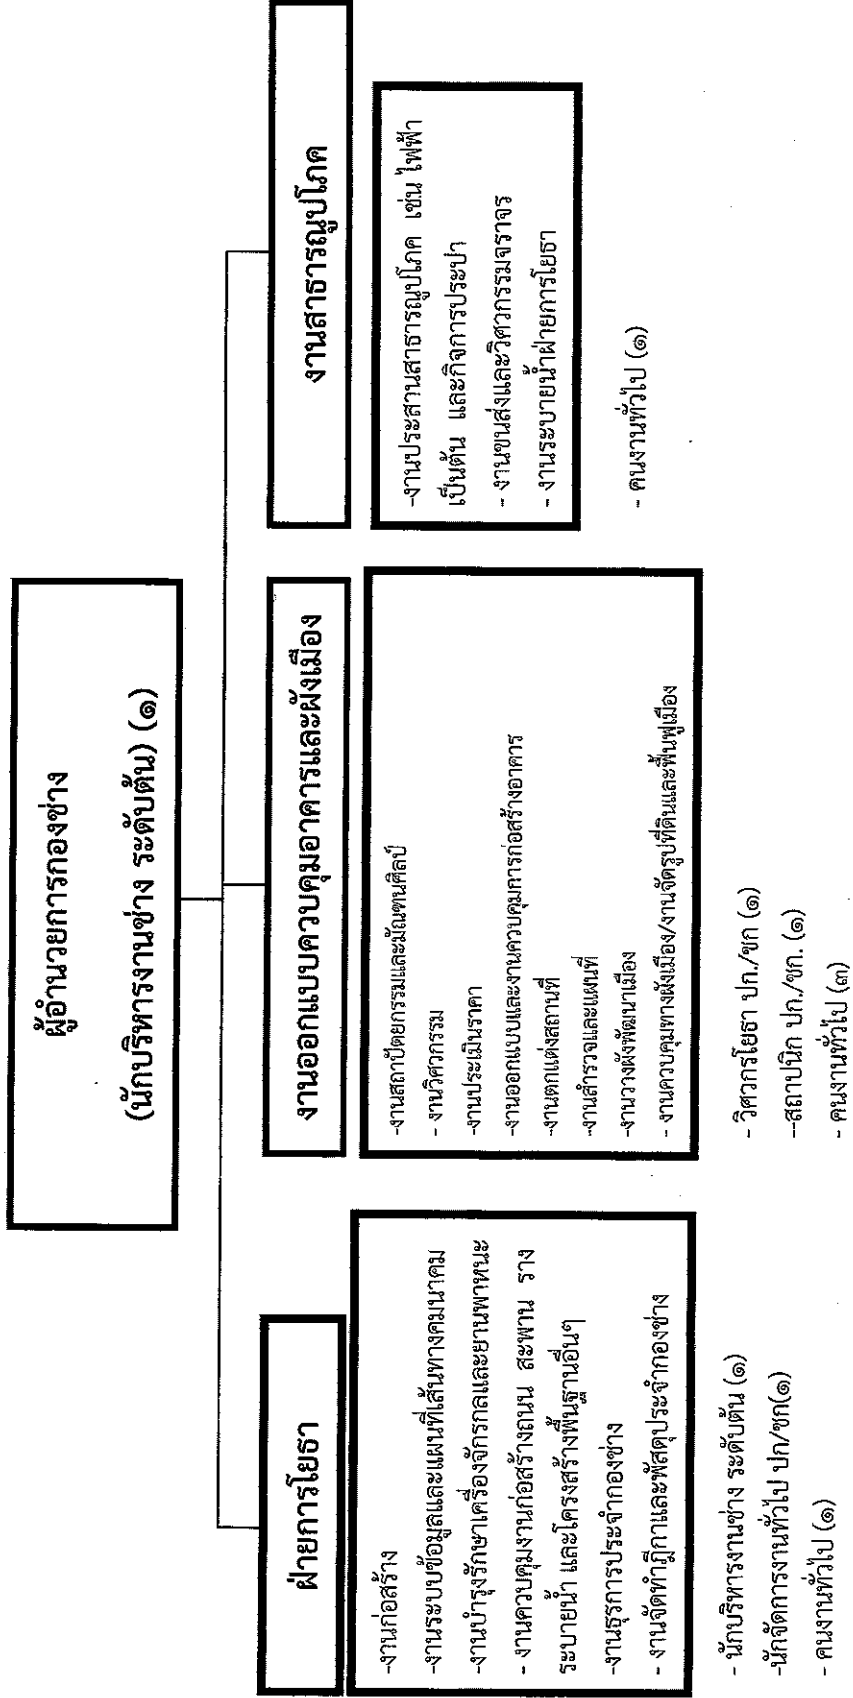 ผู้อำนวยการกองช่าง
(นักบริหารงานช่าง ระดับต้น) (๑)
ฝ่ายการโยธา
-งานก่อสร้าง
-งานระบบข้อมูลและแผนที่เส้นทางคมนาคม
-งานบำรุงรักษาเครื่องจักรกลและยานพาหนะ
- งานควบคุมงานก่อสร้างถนน สะพาน ราง
ระบายน้ำ และโครงสร้างพื้นฐานอื่นๆ
-งานธุรการประจำกองช่าง
- งานจัดทำฎีกาและพัสดุประจำกองช่าง
- นักบริหารงานช่าง ระดับต้น (๑)
-นักจัดการงานทั่วไป ปก/ชก(๑)
- คนงานทั่วไป (๑)
งานออกแบบควบคุมอาคารและผังเมือง
-งานสถาปัตยกรรมและมัณฑนศิลป์
- งานวิศวกรรม
-งานประเมินราคา
-งานออกแบบและงานควบคุมการก่อสร้างอาคาร
-งานตกแต่งสถานที่
-งานสำรวจและแผนที่
-งานวางผังพัฒนาเมือง
- งานควบคุมทางผังเมือง/งานจัดรูปที่ดินและฟื้นฟูเมือง
- วิศวกรโยธา ปก./ชก (๑)
--สถาปนิก ปก./ชก. (๑)
- คนงานทั่วไป (๓)
งานสาธารณูปโภค
-งานประสานสาธารณูปโภค เช่น ไฟฟ้า
เป็นต้น และกิจการประปา
- งานขนส่งและวิศวกรรมจราจร
- งานระบายน้ำฝ่ายการโยธา
- คนงานทั่วไป (๑)